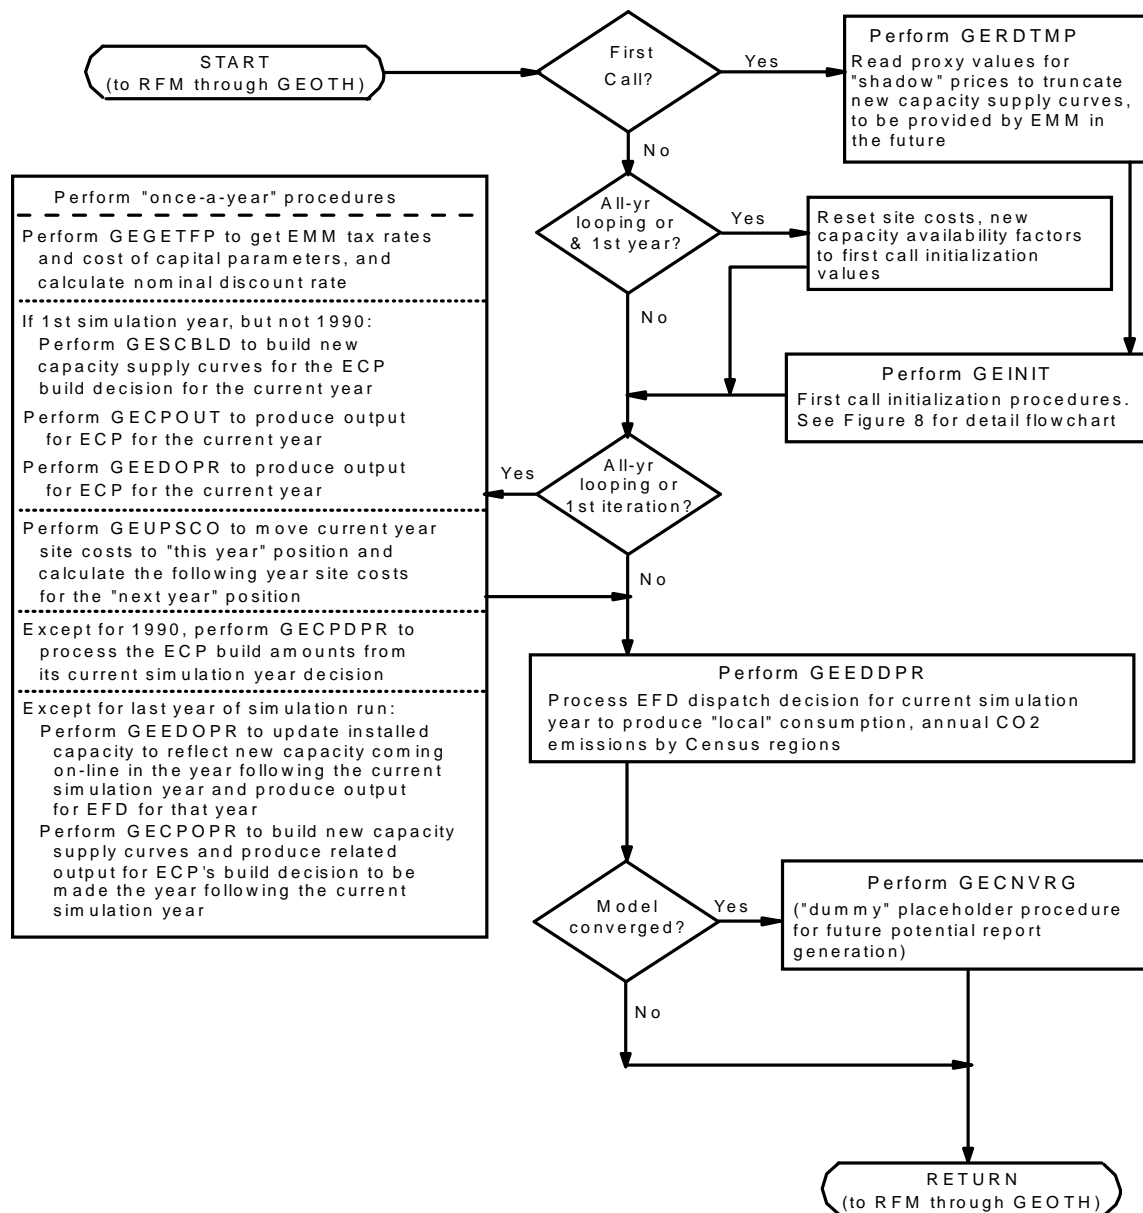 START
(to RFM through GEOTH)
First
Call?
Yes
Perform GERDTMP
Read proxy values for
"shadow" prices to truncate
new capacity supply curves,
to be provided by EMM in
the future
No
All-yr
looping or
& 1st year?
Yes
Reset site costs, new
capacity availability factors
to first call initialization
values
No
Perform GEINIT
First call initialization procedures.
See Figure 8 for detail flowchart
All-yr
looping or
1st iteration?
Yes
No
Perform "once-a-year" procedures
Perform GEGETFP to get EMM tax rates
and cost of capital parameters, and
calculate nominal discount rate
If 1st simulation year, but not 1990:
Perform GESCBLD to build new
capacity supply curves for the ECP
build decision for the current year
Perform GECPOUT to produce output
for ECP for the current year
Perform GEEDOPR to produce output
for ECP for the current year
Perform GEUPSCO to move current year
site costs to "this year" position and
calculate the following year site costs
for the "next year" position
Except for 1990, perform GECPDPR to
process the ECP build amounts from
its current simulation year decision
Except for last year of simulation run:
Perform GEEDOPR to update installed
capacity to reflect new capacity coming
on-line in the year following the current
simulation year and produce output
for EFD for that year
Perform GECPOPR to build new capacity
supply curves and produce related
output for ECP's build decision to be
made the year following the current
simulation year
Perform GEEDDPR
Process EFD dispatch decision for current simulation
year to produce "local" consumption, annual CO2
emissions by Census regions
Model
converged?
Yes
Perform GECNVRG
("dummy" placeholder procedure
for future potential report
generation)
No
RETURN
(to RFM through GEOTH)